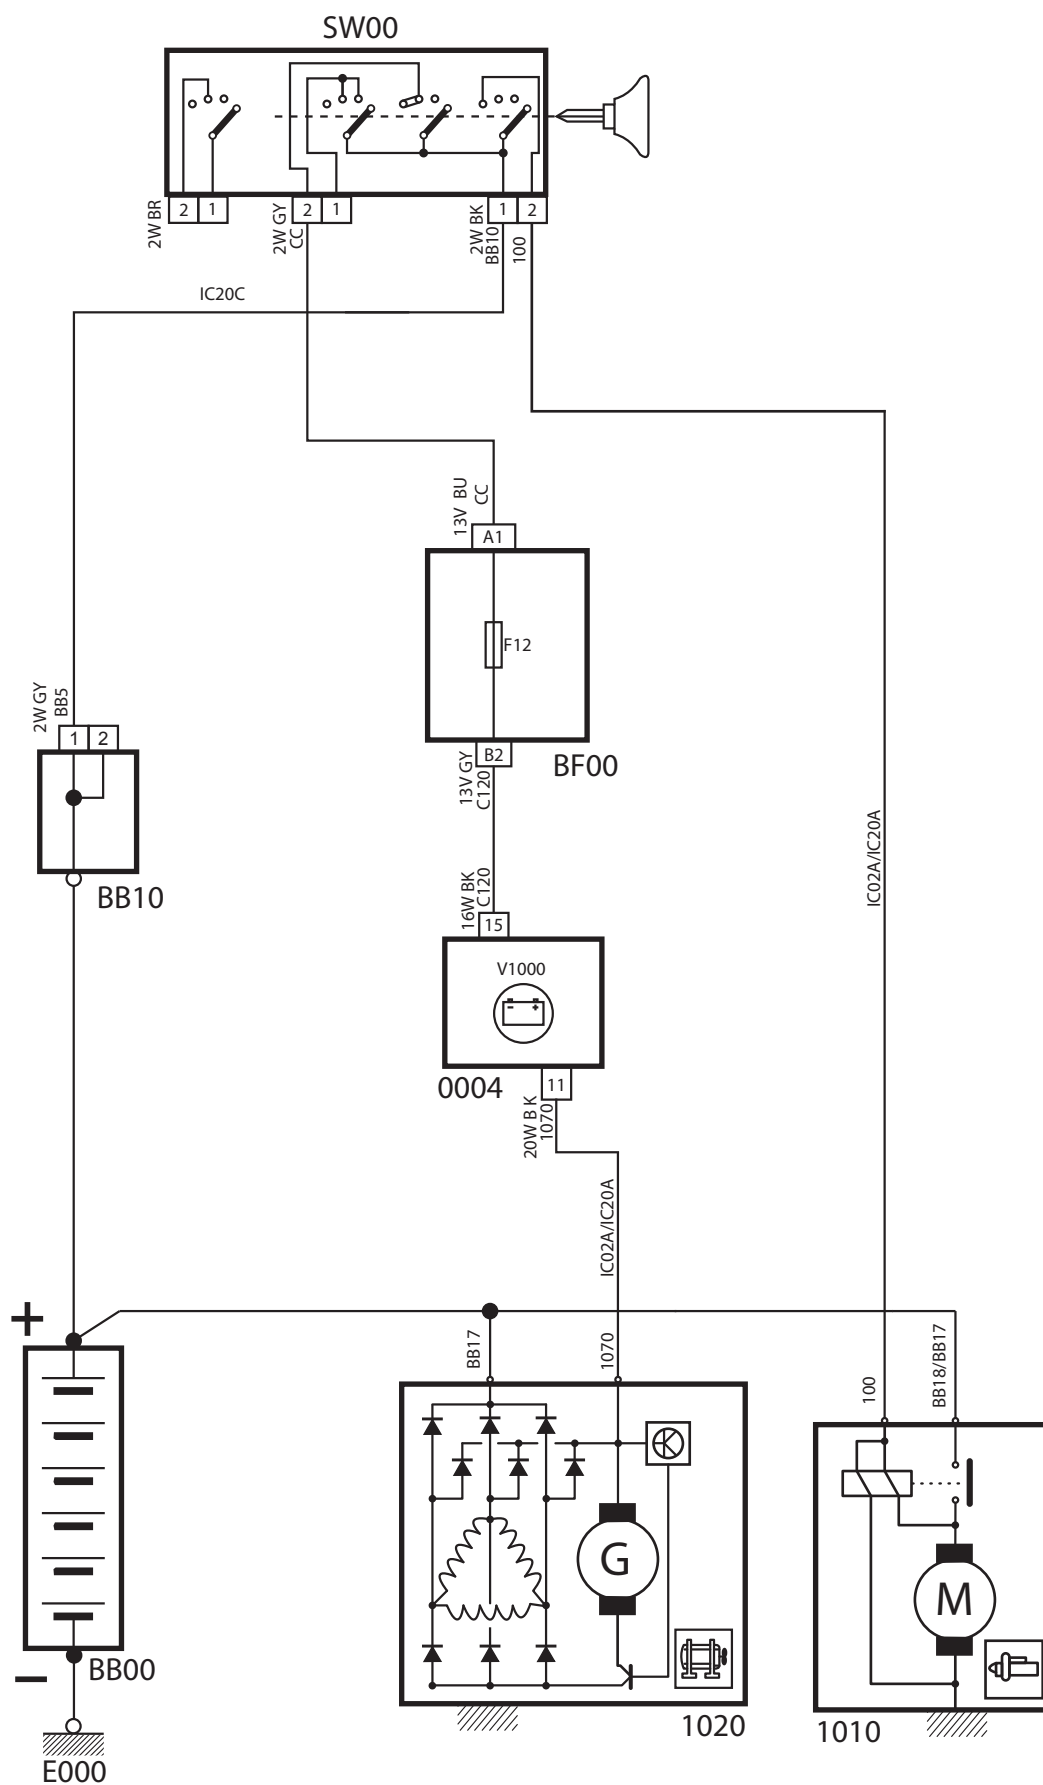 SW00
2W BR
2
1
2W GY
CC
2
1
2W BK
BB10
100
1
2
IC20C
13V BU
CC
A1
F12
B2
BF00
13V GY
C120
2W GY
BB5
1
2
BB10
IC02A/IC20A
16W BK
C120
15
V1000
- +
0004
11
20W B K
1070
IC02A/IC20A
+
BB17
1070
100
BB18/BB17
G
M
−
BB00
1020
1010
E000